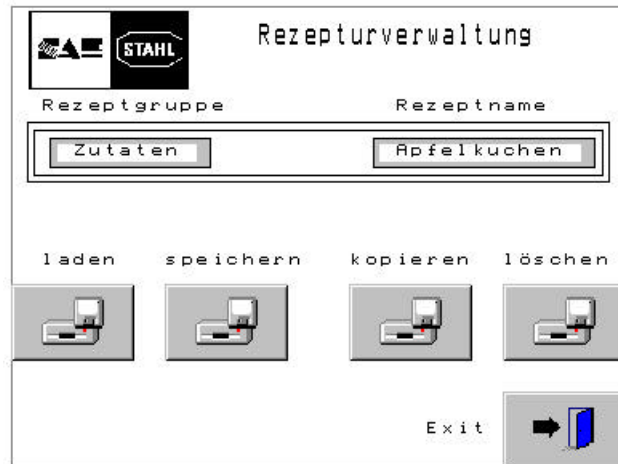 STAHL
Rezepturverwaltung
Rezeptgruppe Rezeptname
Zutaten Apfelkuchen
laden speichern kopieren löschen
Exit